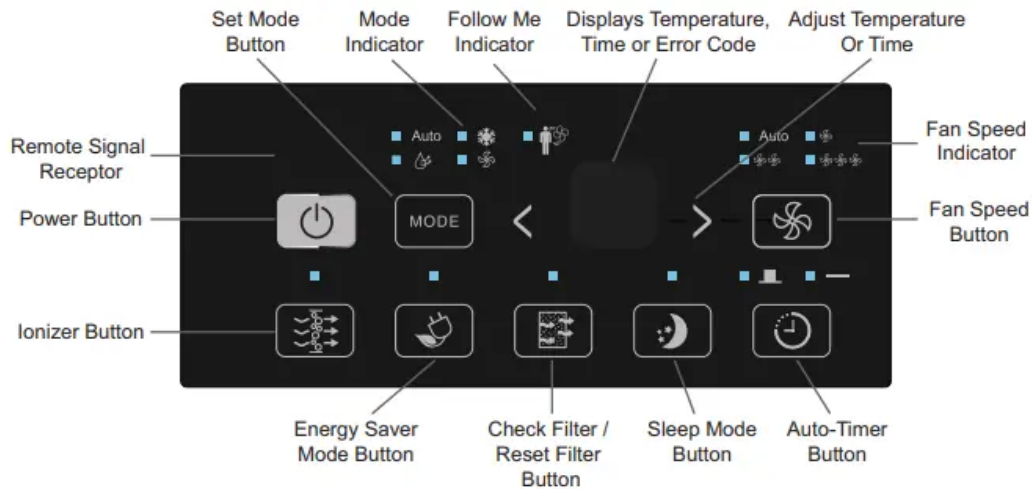 Set Mode
Button
Mode
Indicator
Follow Me
Indicator
Displays Temperature,
Time or Error Code
Adjust Temperature
Or Time
Remote Signal
Receptor
Auto
Auto
Fan Speed
Indicator
Power Button
MODE
Fan Speed
Button
Ionizer Button
Energy Saver
Mode Button
Check Filter /
Reset Filter
Button
Sleep Mode
Button
Auto-Timer
Button